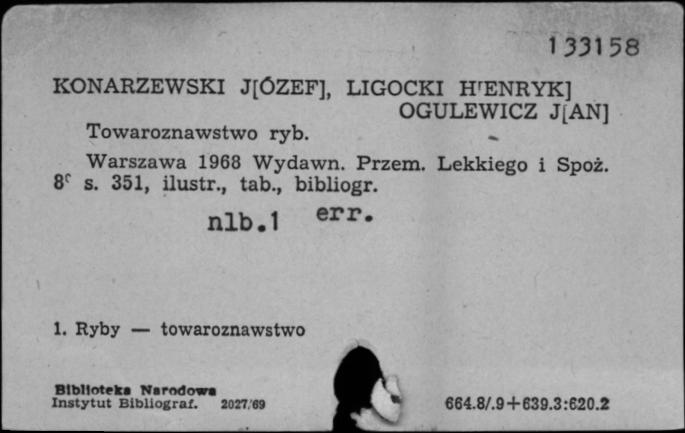 133158
KONARZEWSKI J[ÓZEF], LIGOCKI H[ENRYK]
OGULEWICZ J[AN]
Towaroznawstwo ryb.
Warszawa 1968 Wydawn. Przem. Lekkiego i Spoż.
8° s. 351, ilustr., tab., bibliogr.
nlb.1 err.
1. Ryby — towaroznawstwo
Biblioteka Narodowa
Instytut Bibliograf. 2027/69
664.8/.9+639.3:620.2